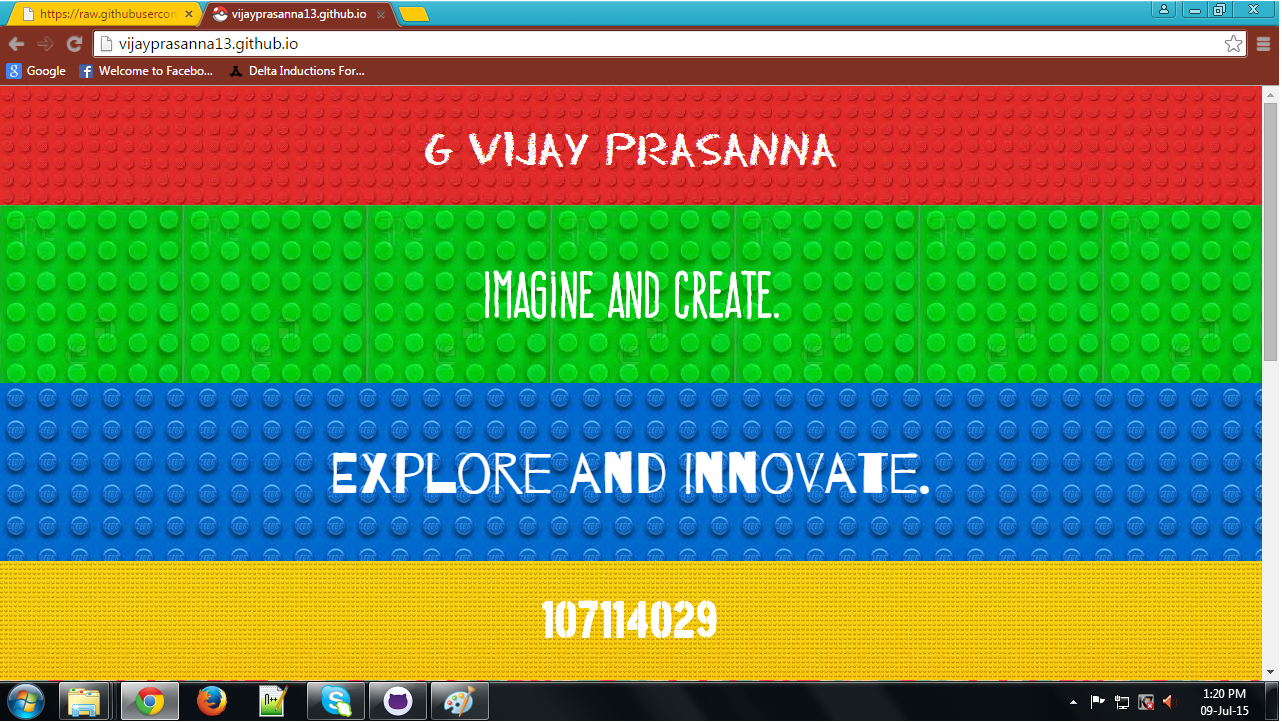 https://raw.githubusercon
vijayprasanna13.github.io
vijayprasanna13.github.io
Google
Welcome to Facebo...
Delta Inductions For...
G VIJAY PRASANNA
IMAGINE AND CREATE.
EXPLORE AND INNOVATE.
107114029
1:20 PM
09-Jul-15